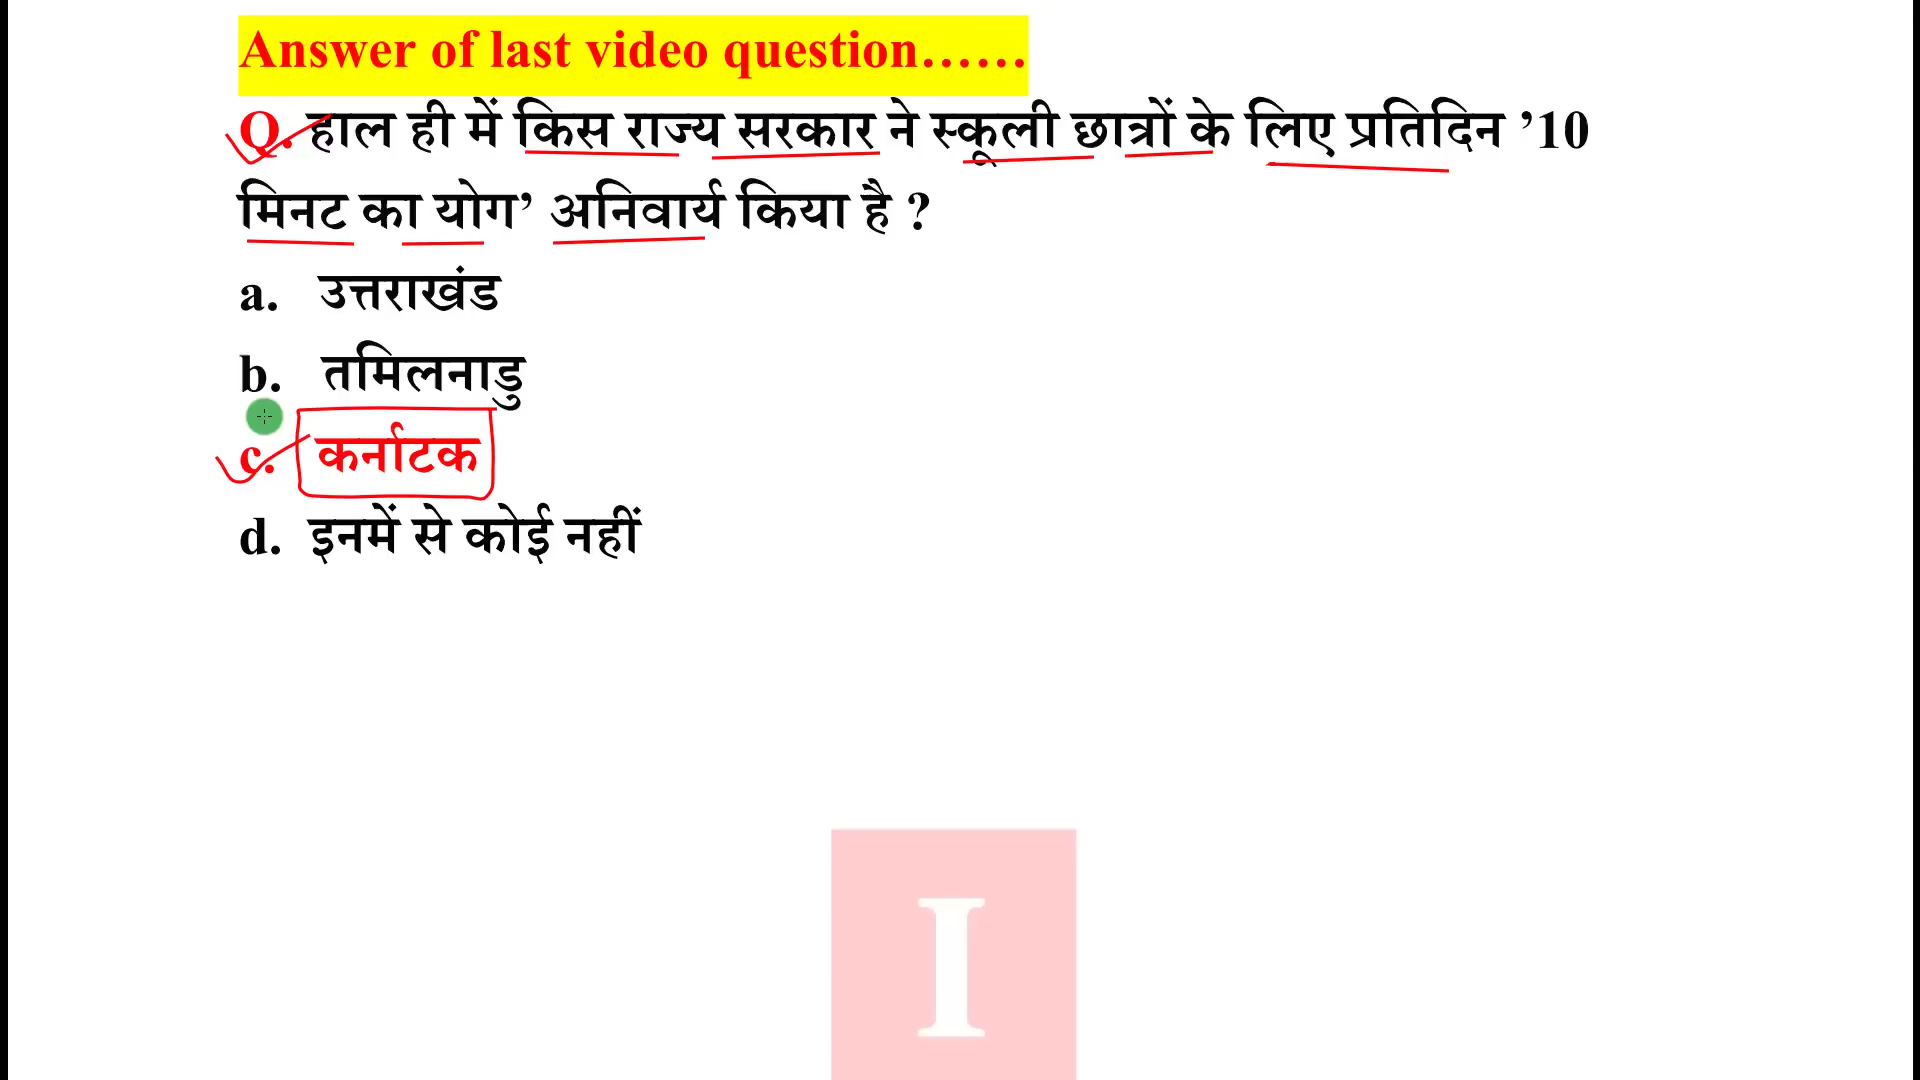 Answer of last video question……
Q. हाल ही में किस राज्य सरकार ने स्कूली छात्रों के लिए प्रतिदिन ’10
मिनट का योग’ अनिवार्य किया है ?
a. उत्तराखंड
b. तमिलनाडु
c. कर्नाटक
d. इनमें से कोई नहीं
I